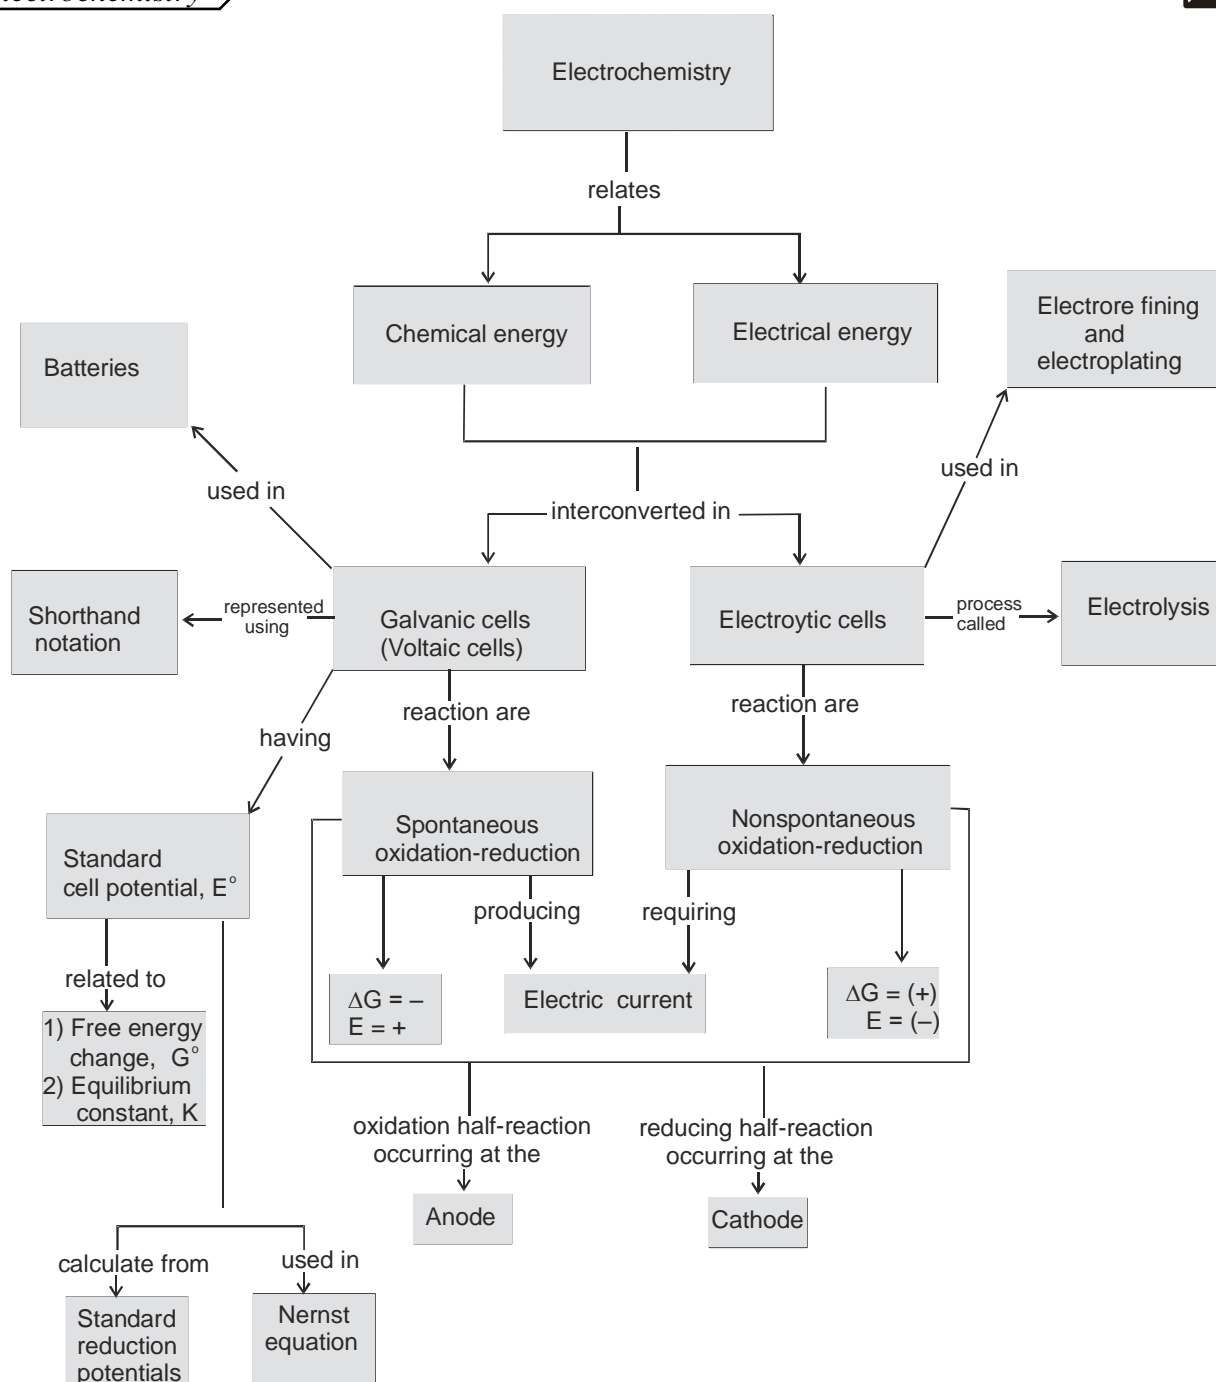 Electrochemistry
relates
Chemical energy
Electrical energy
Electrore fining
and
electroplating
Batteries
used in
used in
interconverted in
Shorthand
notation
represented
using
Galvanic cells
(Voltaic cells)
Electroytic cells
process
called
Electrolysis
reaction are
reaction are
having
Spontaneous
oxidation-reduction
Nonspontaneous
oxidation-reduction
Standard
cell potential, E°
producing
requiring
related to
ΔG = –
E = +
Electric current
ΔG = (+)
E = (–)
1) Free energy
change, G°
2) Equilibrium
constant, K
oxidation half-reaction
occurring at the
reducing half-reaction
occurring at the
Anode
Cathode
calculate from
used in
Standard
reduction
potentials
Nernst
equation